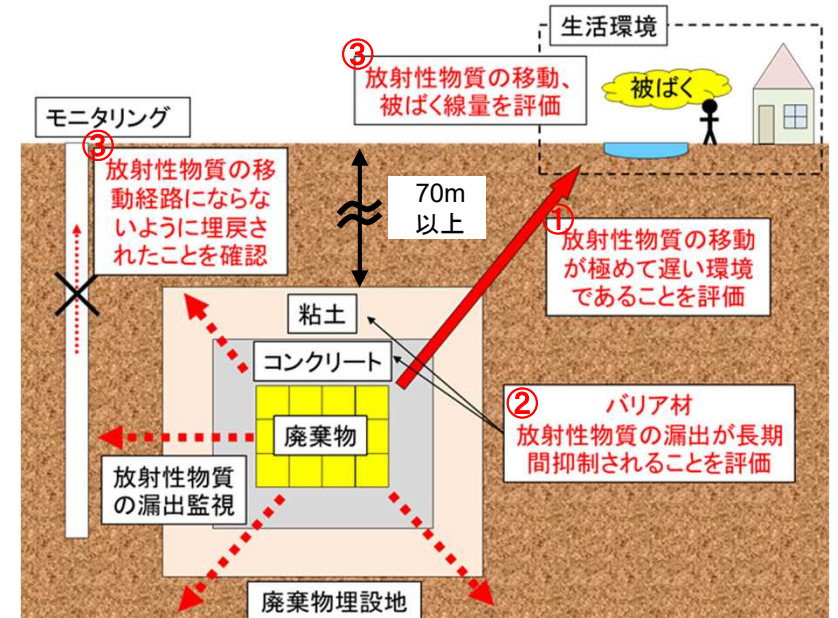 生活環境
③
放射性物質の移動、
被ばく線量を評価
被ばく
モニタリング
③
放射性物質の移
動経路にならな
いように埋戻さ
れたことを確認
70m
以上
①
放射性物質の移動
が極めて遅い環境
であることを評価
粘土
コンクリート
廃棄物
②
バリア材
放射性物質の漏出が長期
間抑制されることを評価
放射性物質
の漏出監視
廃棄物埋設地